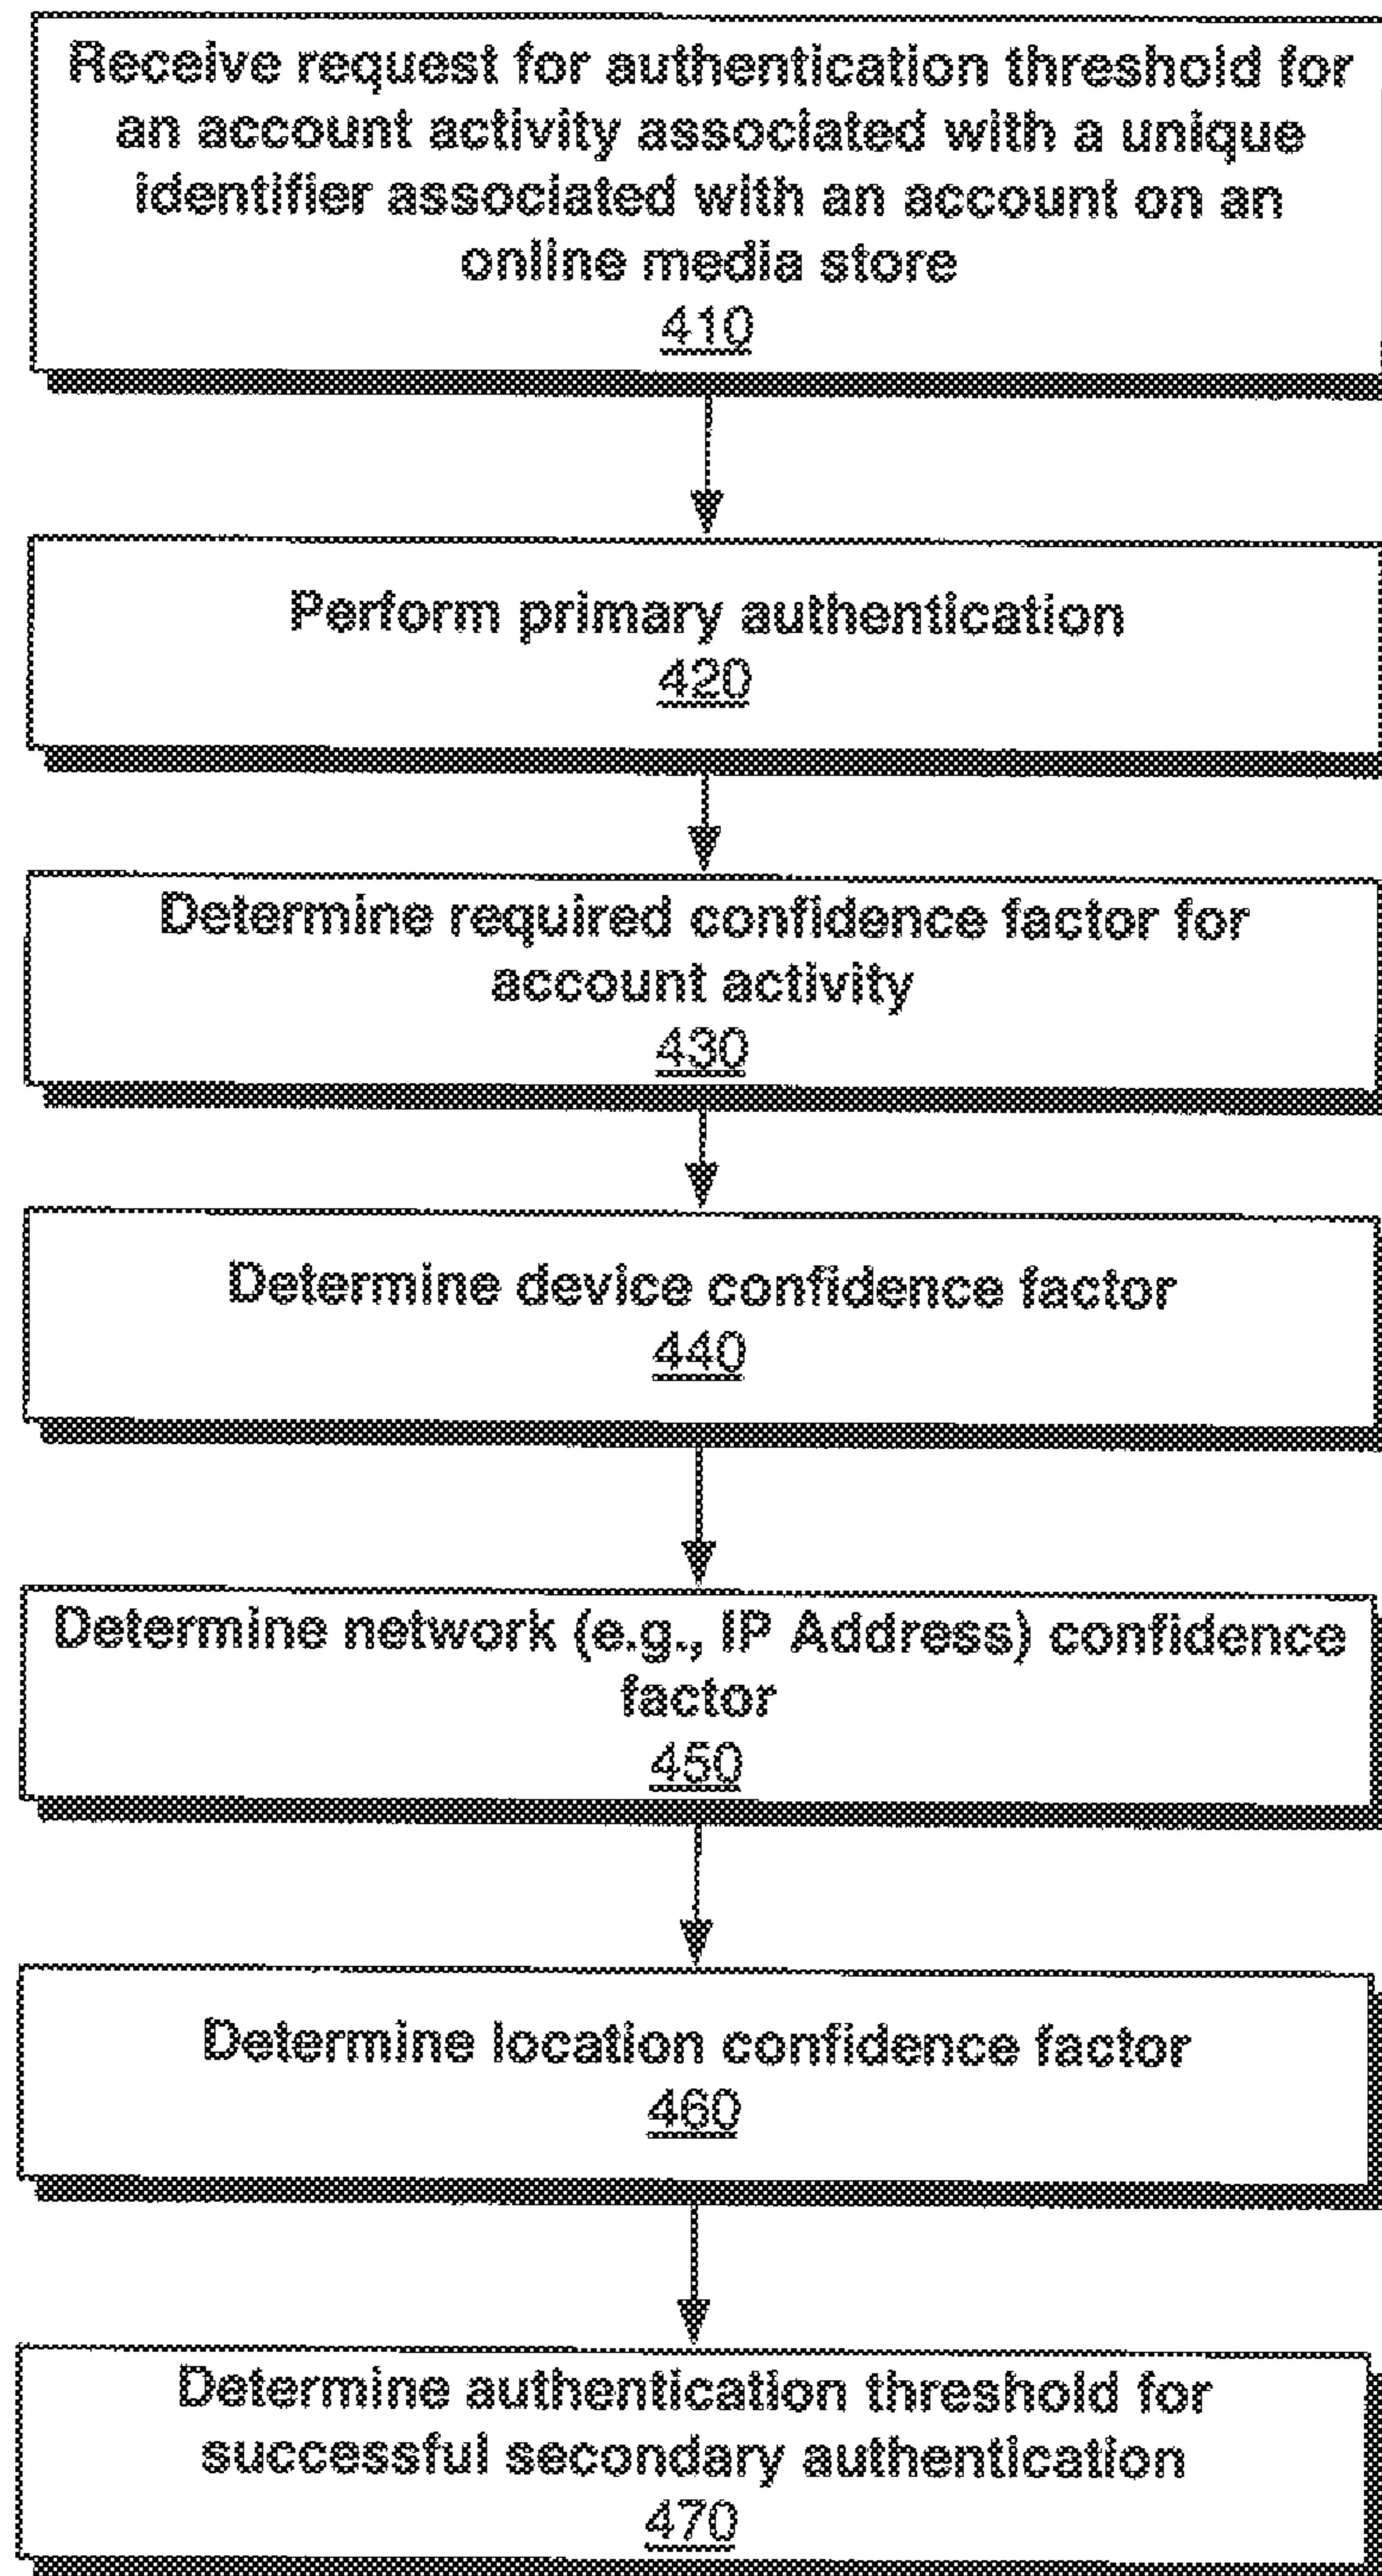 Receive request for authentication threshold for
an account activity associated with a unique
identifier associated with an account on an
online media store
410
Perform primary authentication
420
Determine required confidence factor for
account activity
430
Determine device confidence factor
440
Determine network (e.g., IP Address) confidence
factor
450
Determine location confidence factor
460
Determine authentication threshold for
successful secondary authentication
470